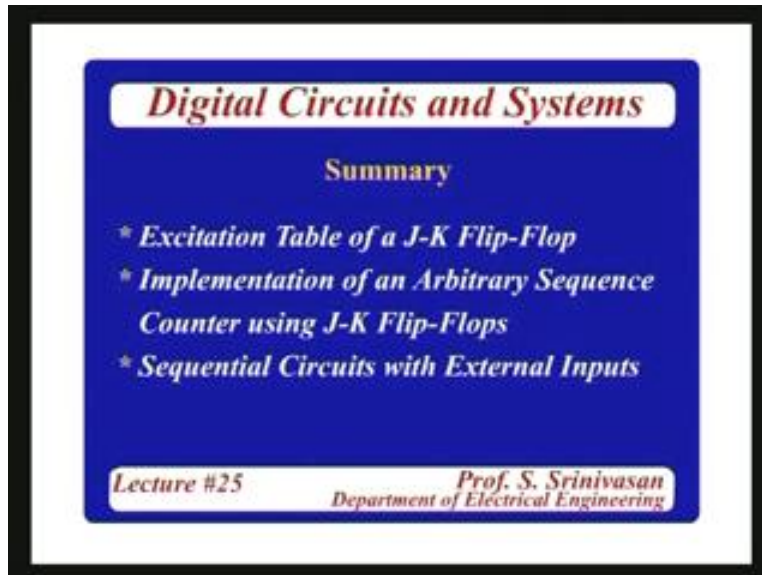 Digital Circuits and Systems
Summary
* Excitation Table of a J-K Flip-Flop
* Implementation of an Arbitrary Sequence
Counter using J-K Flip-Flops
* Sequential Circuits with External Inputs
Lecture #25
Prof. S. Srinivasan
Department of Electrical Engineering